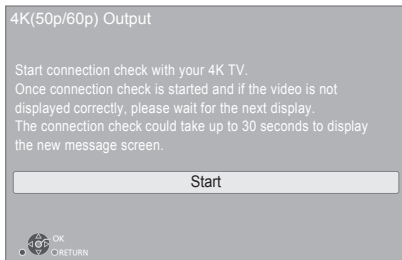 4K(50p/60p) Output
Start connection check with your 4K TV.
Once connection check is started and if the video is not
displayed correctly, please wait for the next display.
The connection check could take up to 30 seconds to display
the new message screen.
Start
OK
RETURN